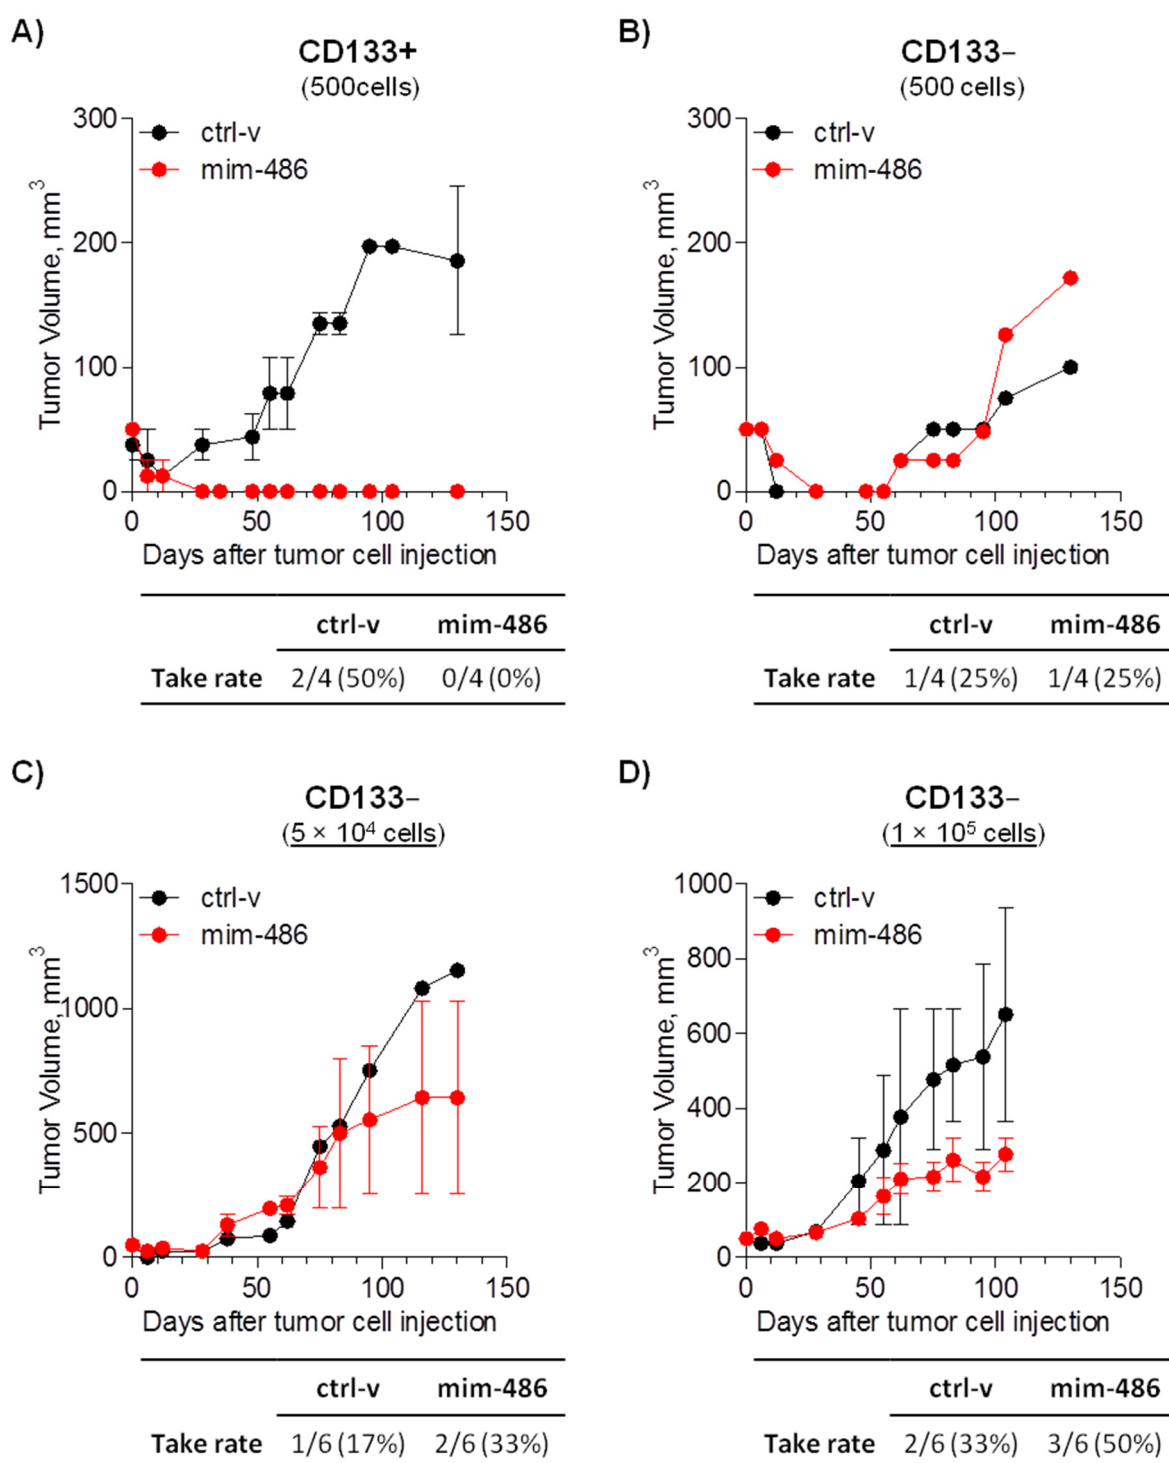 A)
CD133+
(500cells)
300
200
100
0
Tumor Volume, mm³
ctrl-v
mim-486
0 50 100 150
Days after tumor cell injection
ctrl-v mim-486
Take rate 2/4 (50%) 0/4 (0%)
B)
CD133−
(500 cells)
300
200
100
0
Tumor Volume, mm³
ctrl-v
mim-486
0 50 100 150
Days after tumor cell injection
ctrl-v mim-486
Take rate 1/4 (25%) 1/4 (25%)
C)
CD133−
(5 × 10⁴ cells)
1500
1000
500
0
Tumor Volume, mm³
ctrl-v
mim-486
0 50 100 150
Days after tumor cell injection
ctrl-v mim-486
Take rate 1/6 (17%) 2/6 (33%)
D)
CD133−
(1 × 10⁵ cells)
1000
800
600
400
200
0
Tumor Volume, mm³
ctrl-v
mim-486
0 50 100 150
Days after tumor cell injection
ctrl-v mim-486
Take rate 2/6 (33%) 3/6 (50%)